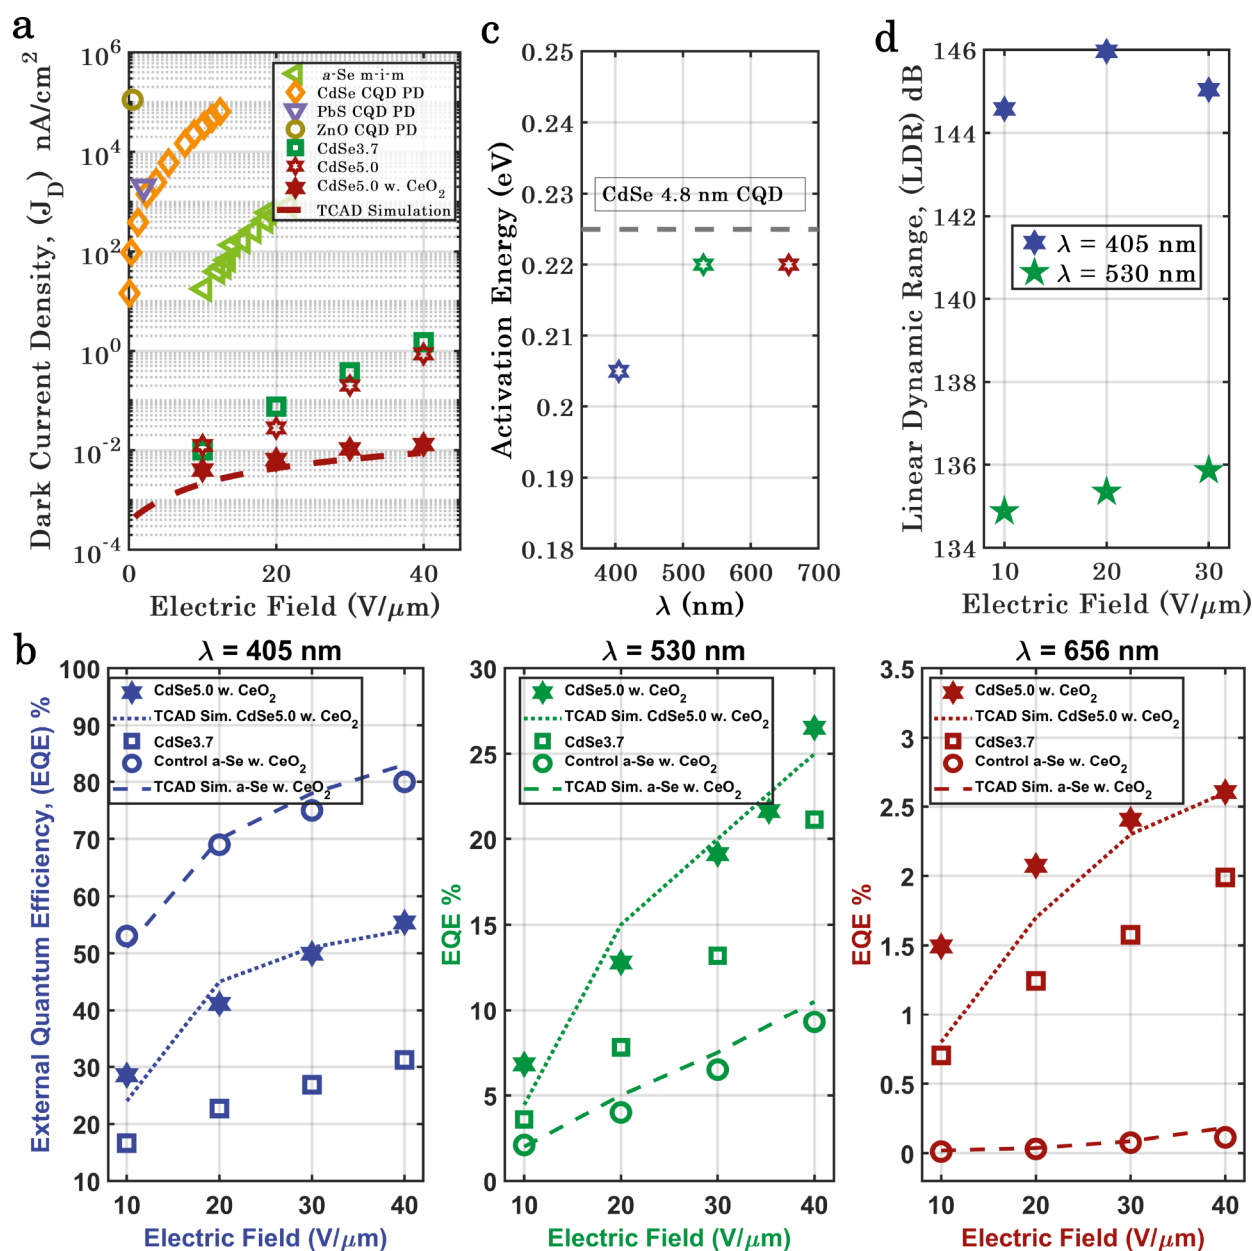 a
Dark Current Density, (J_D) nA/cm²
10⁶
10⁴
10²
10⁰
10⁻²
10⁻⁴
0
20
40
Electric Field (V/μm)
a-Se m-i-m
CdSe CQD PD
PbS CQD PD
ZnO CQD PD
CdSe3.7
CdSe5.0
CdSe5.0 w. CeO₂
TCAD Simulation
c
Activation Energy (eV)
0.25
0.24
0.23
0.22
0.21
0.2
0.19
0.18
400
500
600
700
λ (nm)
CdSe 4.8 nm CQD
d
Linear Dynamic Range, (LDR) dB
146
144
142
140
138
136
134
10
20
30
Electric Field (V/μm)
λ = 405 nm
λ = 530 nm
b
λ = 405 nm
External Quantum Efficiency, (EQE) %
100
90
80
70
60
50
40
30
20
10
10
20
30
40
Electric Field (V/μm)
CdSe5.0 w. CeO₂
TCAD Sim. CdSe5.0 w. CeO₂
CdSe3.7
Control a-Se w. CeO₂
TCAD Sim. a-Se w. CeO₂
λ = 530 nm
EQE %
30
25
20
15
10
5
0
10
20
30
40
Electric Field (V/μm)
CdSe5.0 w. CeO₂
TCAD Sim. CdSe5.0 w. CeO₂
CdSe3.7
Control a-Se w. CeO₂
TCAD Sim. a-Se w. CeO₂
λ = 656 nm
EQE %
3.5
3
2.5
2
1.5
1
0.5
0
10
20
30
40
Electric Field (V/μm)
CdSe5.0 w. CeO₂
TCAD Sim. CdSe5.0 w. CeO₂
CdSe3.7
Control a-Se w. CeO₂
TCAD Sim. a-Se w. CeO₂